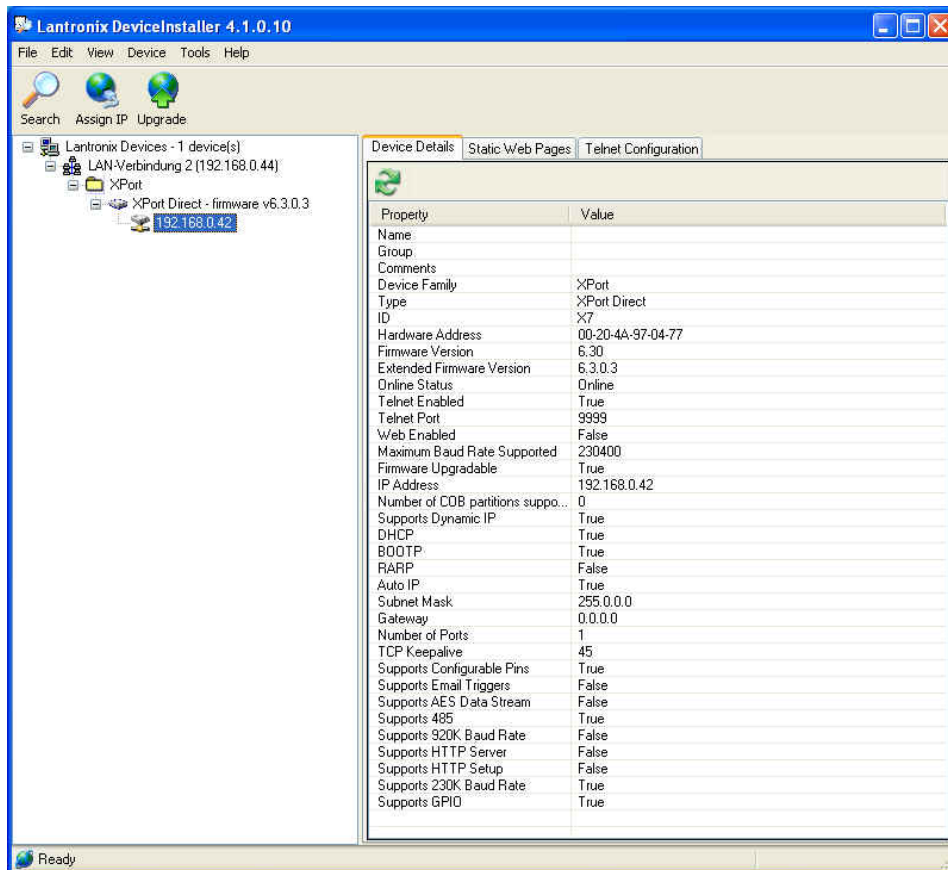 Lantronix DeviceInstaller 4.1.0.10
File Edit View Device Tools Help
Search Assign IP Upgrade
Lantronix Devices - 1 device(s)
LAN-Verbindung 2 (192.168.0.44)
XPort
XPort Direct - firmware v6.3.0.3
192.168.0.42
Device Details Static Web Pages Telnet Configuration
Property Value
Name
Group
Comments
Device Family XPort
Type XPort Direct
ID X7
Hardware Address 00-20-4A-97-04-77
Firmware Version 6.30
Extended Firmware Version 6.3.0.3
Online Status Online
Telnet Enabled True
Telnet Port 9999
Web Enabled False
Maximum Baud Rate Supported 230400
Firmware Upgradable True
IP Address 192.168.0.42
Number of COB partitions suppo... 0
Supports Dynamic IP True
DHCP True
BOOTP True
RARP False
Auto IP True
Subnet Mask 255.0.0.0
Gateway 0.0.0.0
Number of Ports 1
TCP Keepalive 45
Supports Configurable Pins True
Supports Email Triggers False
Supports AES Data Stream False
Supports 485 True
Supports 920K Baud Rate False
Supports HTTP Server False
Supports HTTP Setup False
Supports 230K Baud Rate True
Supports GPIO True
Ready